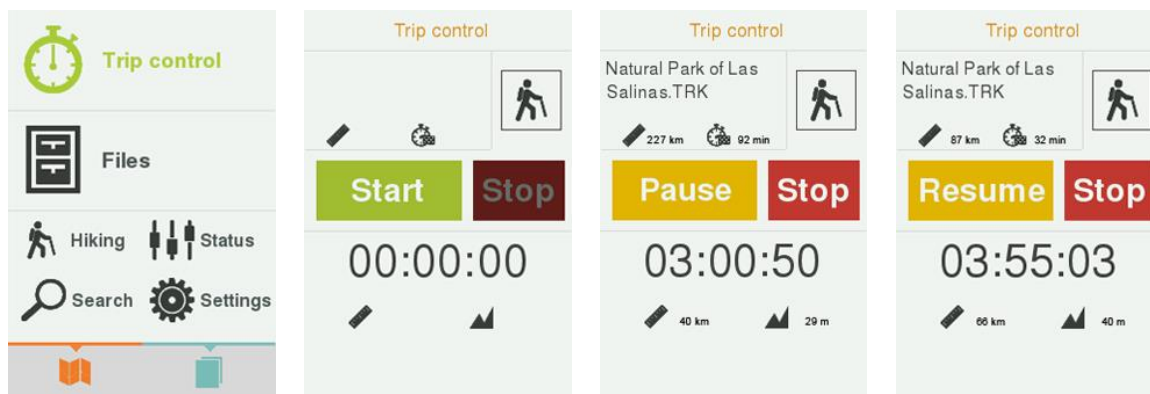 Trip control
Files
Hiking
Status
Search
Settings
Trip control
Start
Stop
00:00:00
Trip control
Natural Park of Las
Salinas.TRK
227 km
92 min
Pause
Stop
03:00:50
40 km
29 m
Trip control
Natural Park of Las
Salinas.TRK
87 km
32 min
Resume
Stop
03:55:03
66 km
40 m